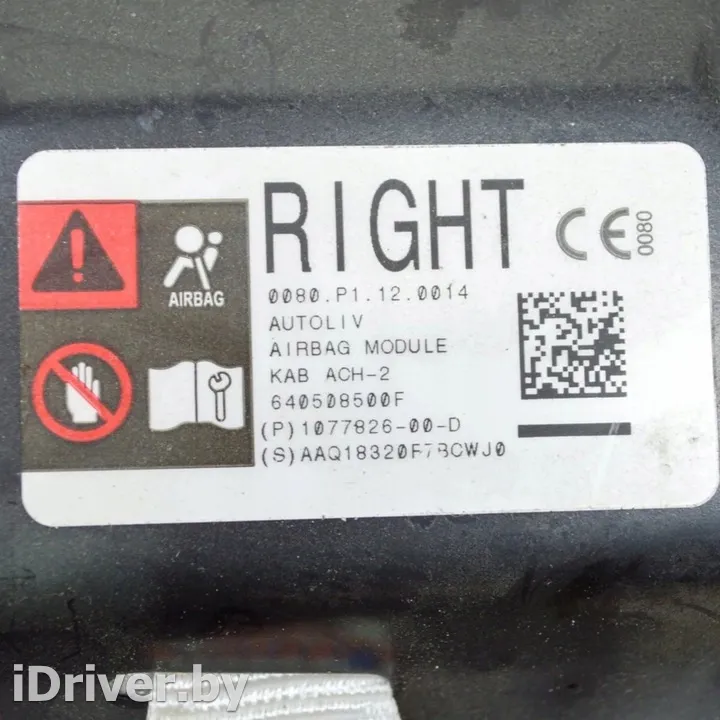 RIGHT
0080
AIRBAG
0080.P1.12.0014
AUTOLIV
AIRBAG MODULE
KAB ACH-2
640508500F
(P)1077826-00-D
(S)AAQ18320F7BCWJ0
iDriver.by